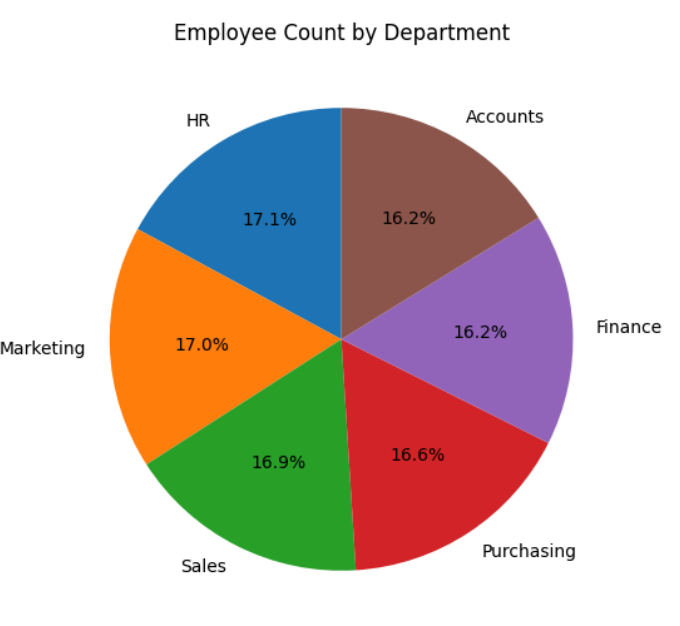 Employee Count by Department
HR
Accounts
17.1%
16.2%
Marketing
17.0%
16.2%
Finance
16.9%
16.6%
Sales
Purchasing